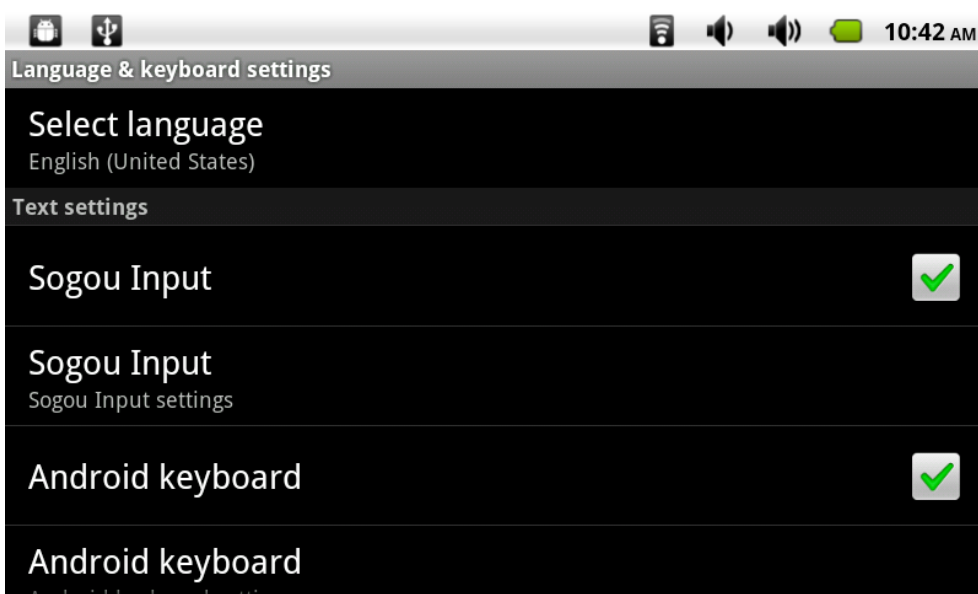 10:42 AM
Language & keyboard settings
Select language
English (United States)
Text settings
Sogou Input
Sogou Input
Sogou Input settings
Android keyboard
Android keyboard